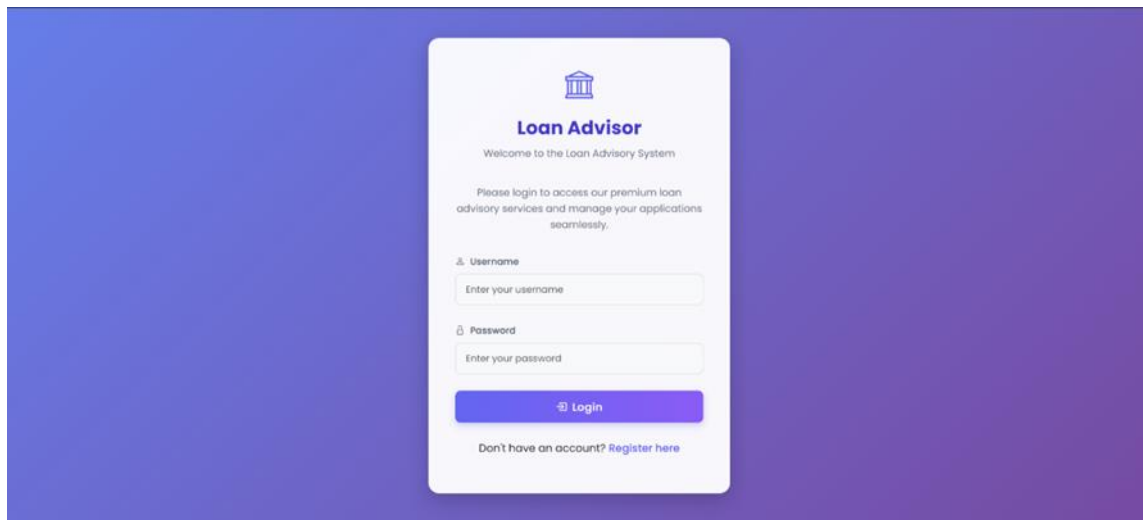 Loan Advisor
Welcome to the Loan Advisory System
Please login to access our premium loan
advisory services and manage your applications
seamlessly.
Username
Enter your username
Password
Enter your password
Login
Don't have an account? Register here